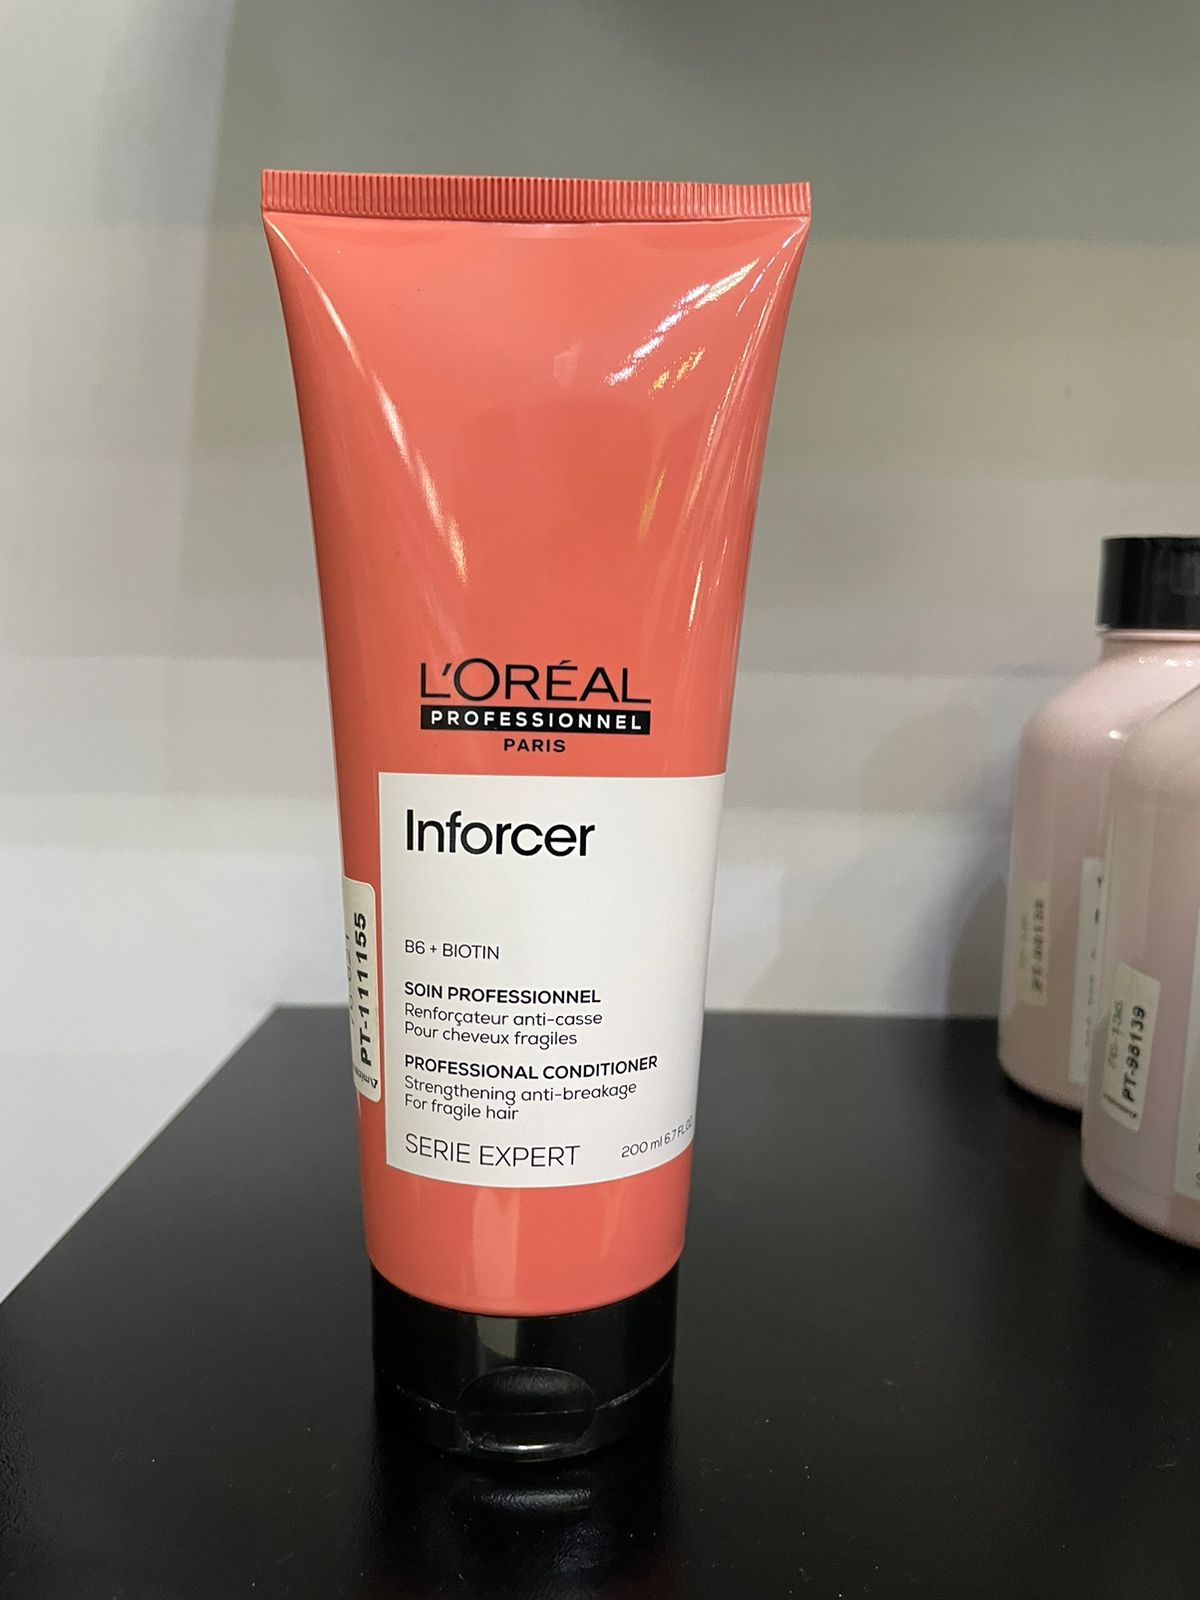 L'ORÉAL
PROFESSIONNEL
PARIS
Inforcer
B6 + BIOTIN
SOIN PROFESSIONNEL
Renforçateur anti-casse
Pour cheveux fragiles
PROFESSIONAL CONDITIONER
Strengthening anti-breakage
For fragile hair
SERIE EXPERT
200 ml 6.7 FL.OZ
PT-111155
PT-98139